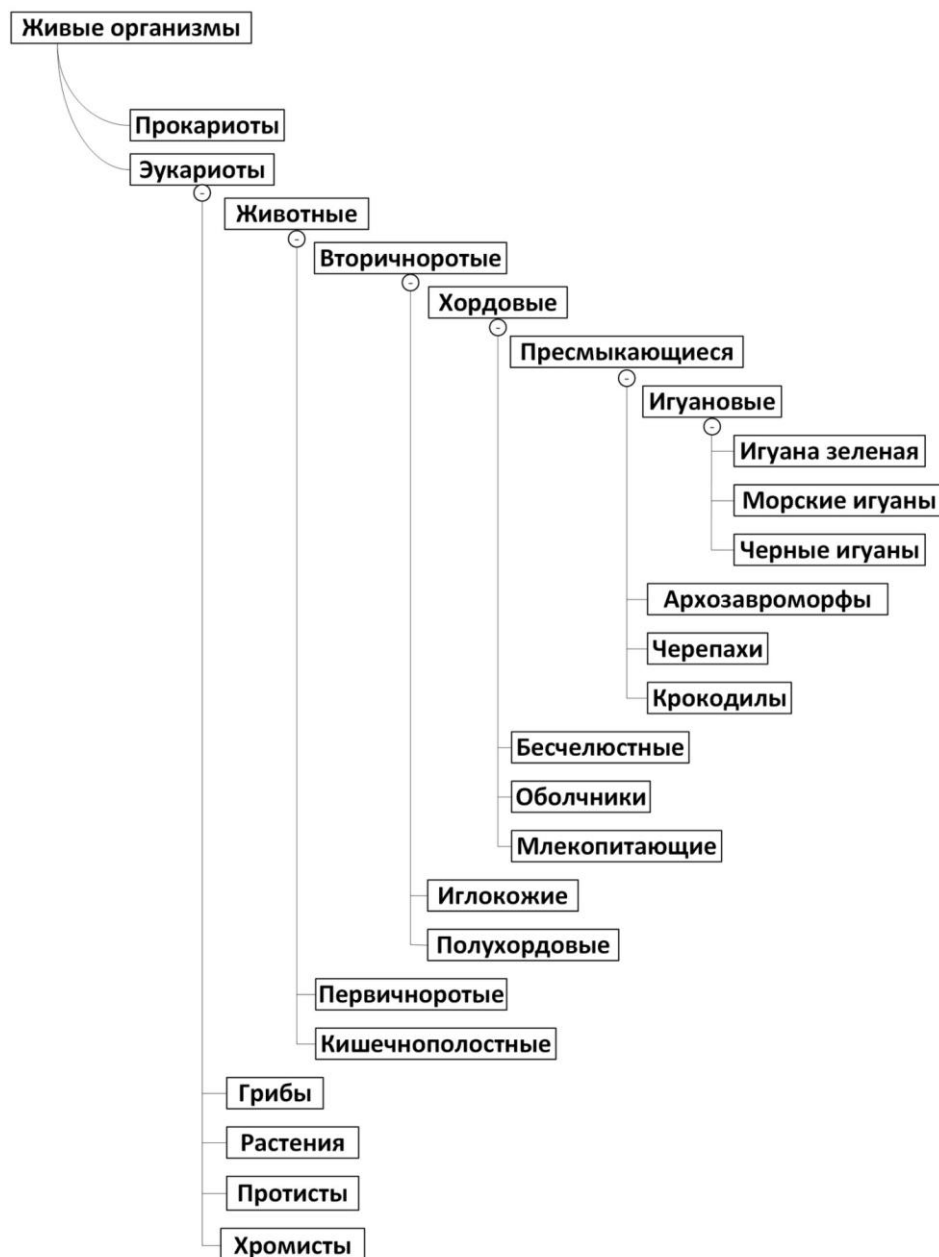 Живые организмы
Прокариоты
Эукариоты
Животные
Вторичноротые
Хордовые
Пресмыкающиеся
Игуановые
Игуана зеленая
Морские игуаны
Черные игуаны
Архозавроморфы
Черепахи
Крокодилы
Бесчелюстные
Оболчники
Млекопитающие
Иглокожие
Полухордовые
Первичноротые
Кишечнополостные
Грибы
Растения
Протисты
Хромисты